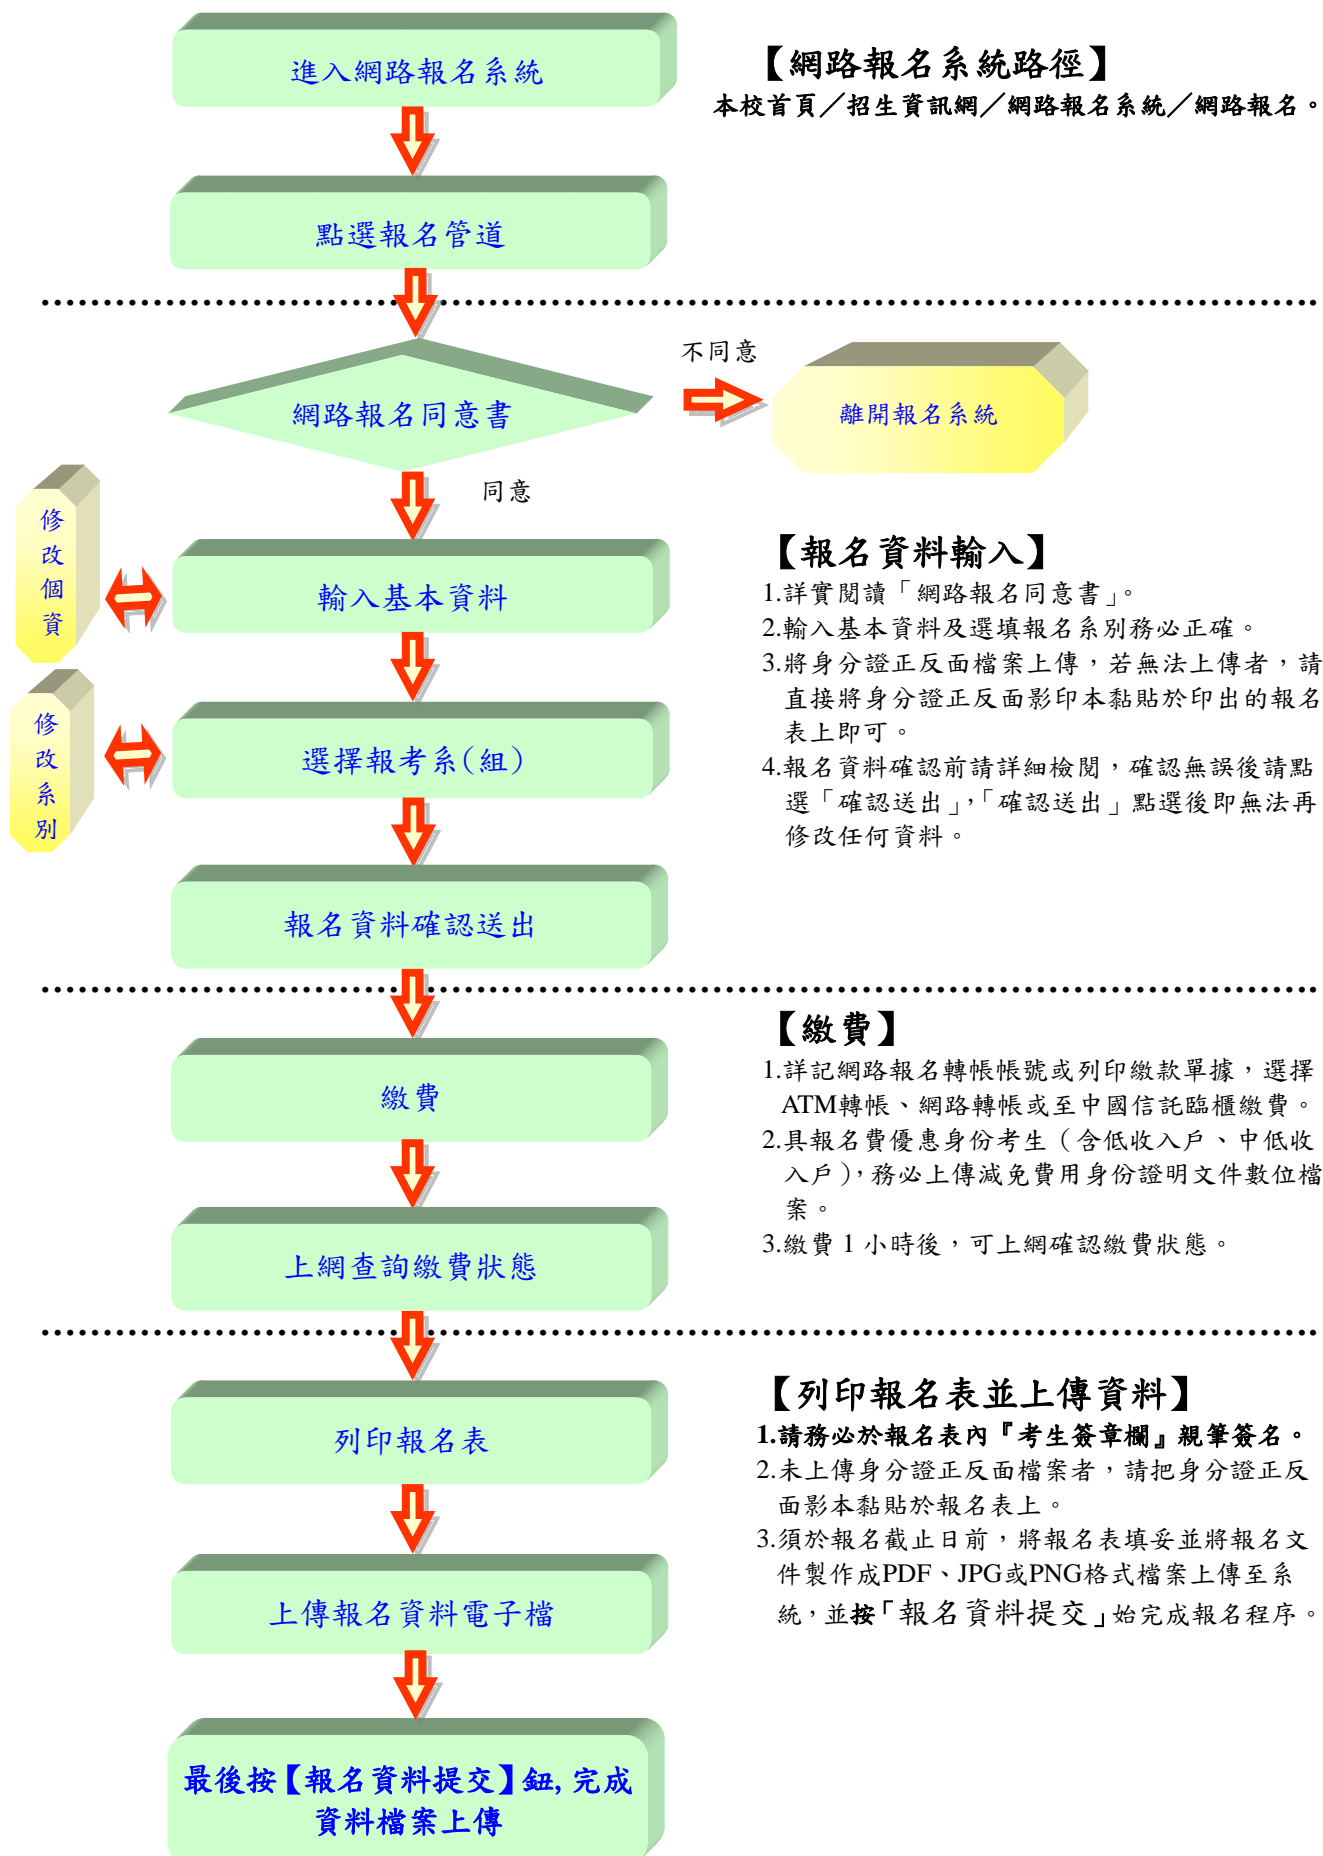 進入網路報名系統
【網路報名系統路徑】
本校首頁／招生資訊網／網路報名系統／網路報名。
點選報名管道
不同意
網路報名同意書
離開報名系統
同意
修改個資
輸入基本資料
【報名資料輸入】
1.詳實閱讀「網路報名同意書」。
2.輸入基本資料及選填報名系別務必正確。
3.將身分證正反面檔案上傳，若無法上傳者，請
直接將身分證正反面影印本黏貼於印出的報名
表上即可。
4.報名資料確認前請詳細檢閱，確認無誤後請點
選「確認送出」，「確認送出」點選後即無法再
修改任何資料。
修改系別
選擇報考系(組)
報名資料確認送出
【繳費】
1.詳記網路報名轉帳帳號或列印繳款單據，選擇
ATM轉帳、網路轉帳或至中國信託臨櫃繳費。
2.具報名費優惠身份考生（含低收入戶、中低收
入戶），務必上傳減免費用身份證明文件數位檔
案。
3.繳費 1 小時後，可上網確認繳費狀態。
繳費
上網查詢繳費狀態
【列印報名表並上傳資料】
1.請務必於報名表內『考生簽章欄』親筆簽名。
2.未上傳身分證正反面檔案者，請把身分證正反
面影本黏貼於報名表上。
3.須於報名截止日前，將報名表填妥並將報名文
件製作成PDF、JPG或PNG格式檔案上傳至系
統，並按「報名資料提交」始完成報名程序。
列印報名表
上傳報名資料電子檔
最後按【報名資料提交】鈕, 完成
資料檔案上傳